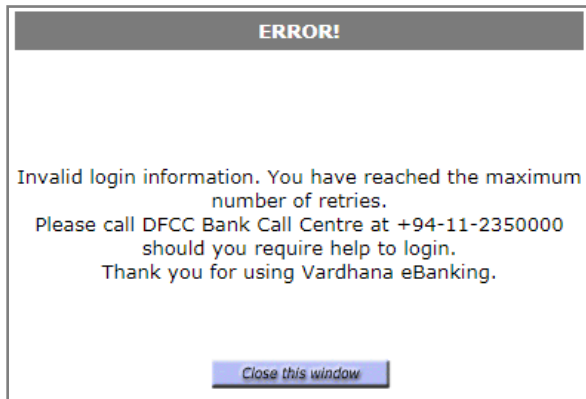 ERROR!
Invalid login information. You have reached the maximum
number of retries.
Please call DFCC Bank Call Centre at +94-11-2350000
should you require help to login.
Thank you for using Vardhana eBanking.
Close this window